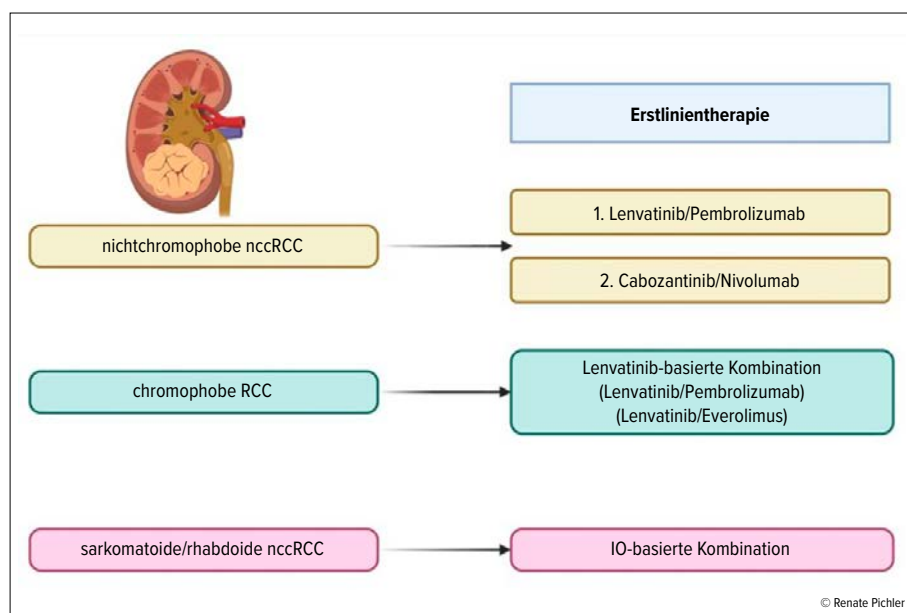 Erstlinientherapie
nichtchromophobe nccRCC
1. Lenvatinib/Pembrolizumab
2. Cabozantinib/Nivolumab
chromophobe RCC
Lenvatinib-basierte Kombination
(Lenvatinib/Pembrolizumab)
(Lenvatinib/Everolimus)
sarkomatoide/rhabdoide nccRCC
IO-basierte Kombination
© Renate Pichler